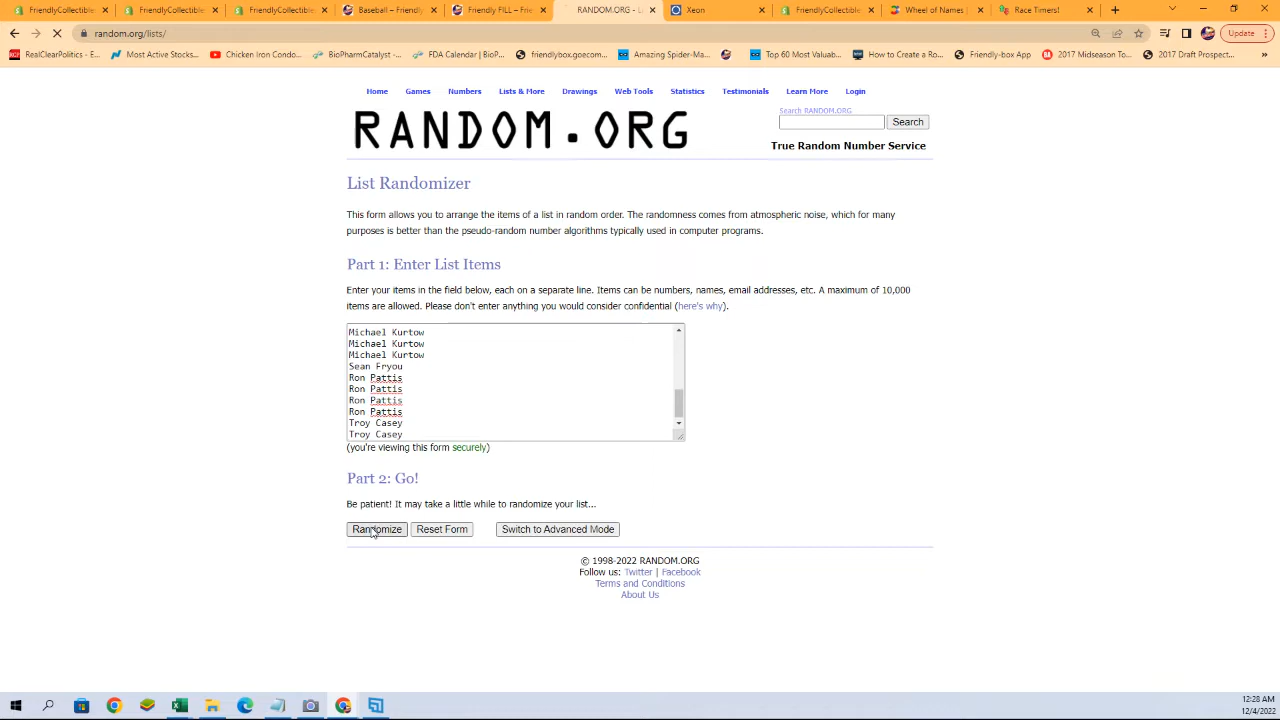 FriendlyCollectibles
FriendlyCollectible
FriendlyCollectibles
Baseball – Friendly
Friendly FILL – Frie
RANDOM.ORG - L
Xeon
FriendlyCollectible
Wheel of Names |
Race Timers!
random.org/lists/
Update
RealClearPolitics - E...
Most Active Stocks...
Chicken Iron Condo...
BioPharmCatalyst -...
FDA Calendar | BioP...
friendlybox.goecom...
Amazing Spider-Ma...
Top 60 Most Valuab...
How to Create a Ro...
Friendly-box App
2017 Midseason To...
2017 Draft Prospect...
Home
Games
Numbers
Lists & More
Drawings
Web Tools
Statistics
Testimonials
Learn More
Login
RANDOM.ORG
Search RANDOM.ORG
Search
True Random Number Service
List Randomizer
This form allows you to arrange the items of a list in random order. The randomness comes from atmospheric noise, which for many
purposes is better than the pseudo-random number algorithms typically used in computer programs.
Part 1: Enter List Items
Enter your items in the field below, each on a separate line. Items can be numbers, names, email addresses, etc. A maximum of 10,000
items are allowed. Please don't enter anything you would consider confidential (here's why).
Michael Kurtow
Michael Kurtow
Michael Kurtow
Sean Fryou
Ron Pattis
Ron Pattis
Ron Pattis
Ron Pattis
Troy Casey
Troy Casey
(you're viewing this form securely)
Part 2: Go!
Be patient! It may take a little while to randomize your list...
Randomize
Reset Form
Switch to Advanced Mode
© 1998-2022 RANDOM.ORG
Follow us: Twitter | Facebook
Terms and Conditions
About Us
12:28 AM
12/4/2022